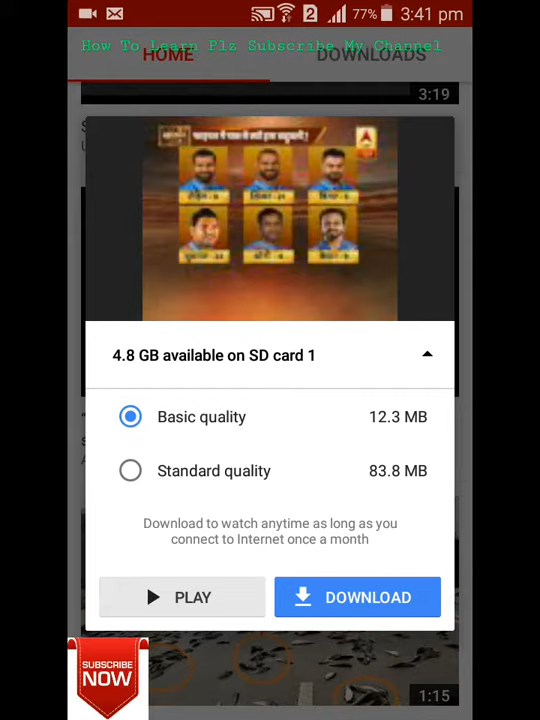 2
77%
3:41 pm
How To Learn Plz Subscribe My Channel
HOME
DOWNLOADS
3:19
4.8 GB available on SD card 1
Basic quality
12.3 MB
Standard quality
83.8 MB
Download to watch anytime as long as you
connect to Internet once a month
PLAY
DOWNLOAD
SUBSCRIBE
NOW
1:15